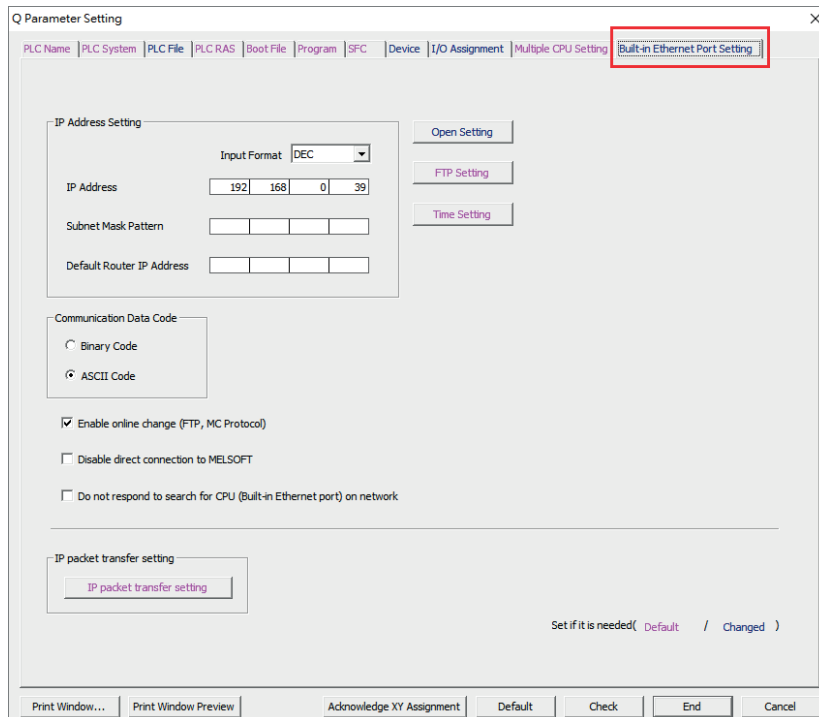 Q Parameter Setting
PLC Name PLC System PLC File PLC RAS Boot File Program SFC Device I/O Assignment Multiple CPU Setting Built-in Ethernet Port Setting
IP Address Setting
Input Format DEC
IP Address 192 168 0 39
Subnet Mask Pattern
Default Router IP Address
Open Setting
FTP Setting
Time Setting
Communication Data Code
Binary Code
ASCII Code
Enable online change (FTP, MC Protocol)
Disable direct connection to MELSOFT
Do not respond to search for CPU (Built-in Ethernet port) on network
IP packet transfer setting
IP packet transfer setting
Set if it is needed( Default / Changed )
Print Window... Print Window Preview Acknowledge XY Assignment Default Check End Cancel